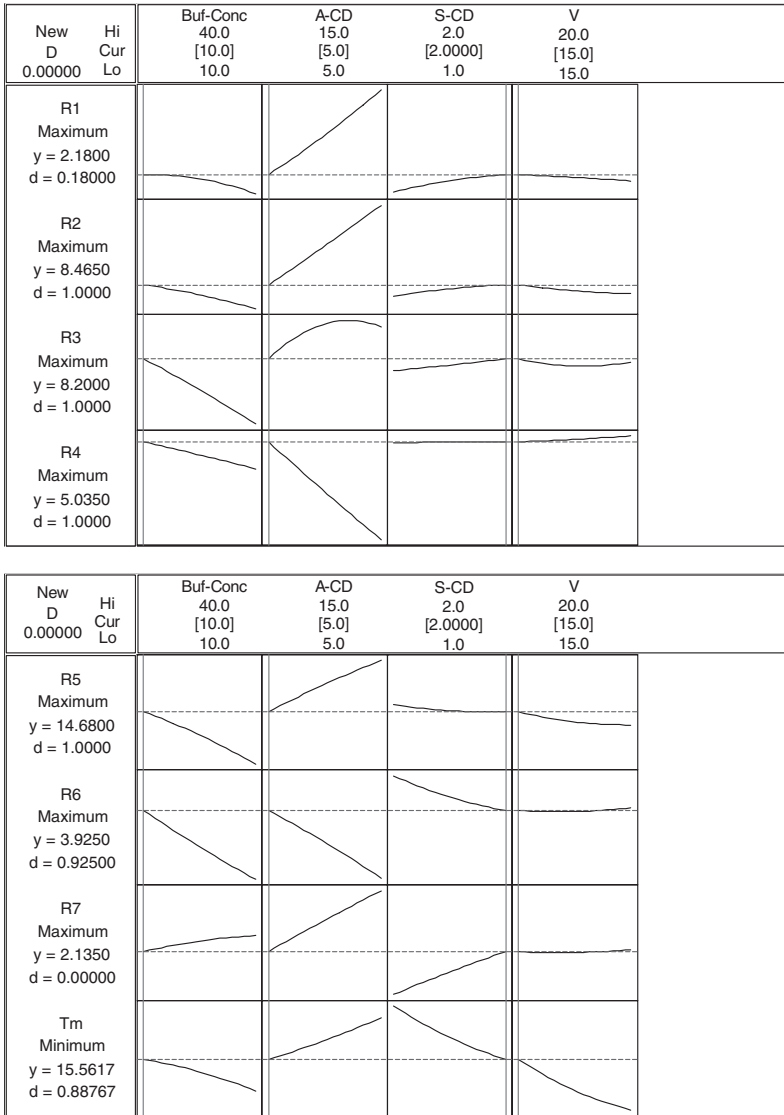 New Hi Buf-Conc A-CD S-CD V
D Cur 40.0 15.0 2.0 20.0
0.00000 Lo [10.0] [5.0] [2.0000] [15.0]
10.0 5.0 1.0 15.0
R1
Maximum
y = 2.1800
d = 0.18000
R2
Maximum
y = 8.4650
d = 1.0000
R3
Maximum
y = 8.2000
d = 1.0000
R4
Maximum
y = 5.0350
d = 1.0000
New Hi Buf-Conc A-CD S-CD V
D Cur 40.0 15.0 2.0 20.0
0.00000 Lo [10.0] [5.0] [2.0000] [15.0]
10.0 5.0 1.0 15.0
R5
Maximum
y = 14.6800
d = 1.0000
R6
Maximum
y = 3.9250
d = 0.92500
R7
Maximum
y = 2.1350
d = 0.00000
Tm
Minimum
y = 15.5617
d = 0.88767